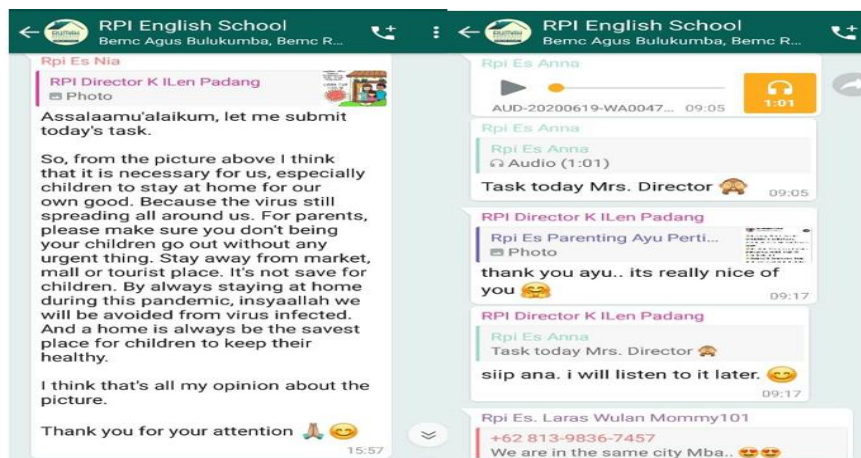 RPI English School
Bemc Agus Bulukumba, Bemc R...
Rpi Es Nia
RPI Director K ILen Padang
Photo
Assalaamu'alaikum, let me submit
today's task.
So, from the picture above I think
that it is necessary for us, especially
children to stay at home for our
own good. Because the virus still
spreading all around us. For parents,
please make sure you don't being
your children go out without any
urgent thing. Stay away from market,
mall or tourist place. It's not save for
children. By always staying at home
during this pandemic, insyaallah we
will be avoided from virus infected.
And a home is always be the savest
place for children to keep their
healthy.
I think that's all my opinion about the
picture.
Thank you for your attention 🙏😊
15:57
RPI English School
Bemc Agus Bulukumba, Bemc R...
Rpi Es Anna
1:01
AUD-20200619-WA0047... 09:05
Rpi Es Anna
Rpi Es Anna
Audio (1:01)
Task today Mrs. Director 🙈
09:05
RPI Director K ILen Padang
Rpi Es Parenting Ayu Perti...
Photo
thank you ayu.. its really nice of
you 🤗
09:17
RPI Director K ILen Padang
Rpi Es Anna
Task today Mrs. Director 🙈
siip ana. i will listen to it later. 😊
09:17
Rpi Es. Laras Wulan Mommy101
+62 813-9836-7457
We are in the same city Mba.. 😍😍